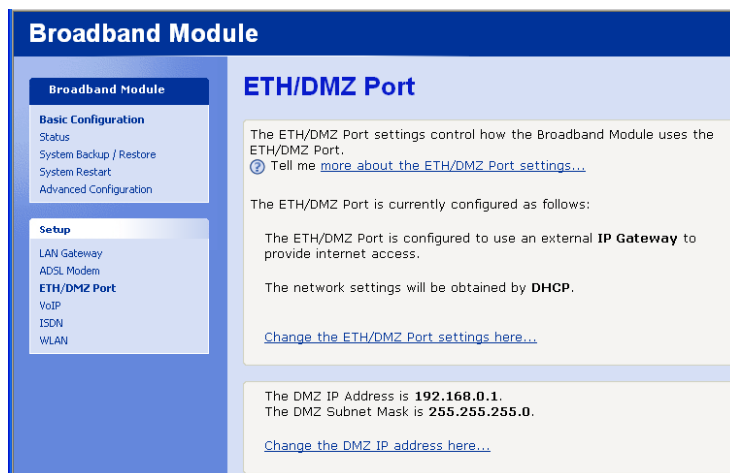 Broadband Module
Broadband Module
Basic Configuration
Status
System Backup / Restore
System Restart
Advanced Configuration
Setup
LAN Gateway
ADSL Modem
ETH/DMZ Port
VoIP
ISDN
WLAN
ETH/DMZ Port
The ETH/DMZ Port settings control how the Broadband Module uses the
ETH/DMZ Port.
? Tell me more about the ETH/DMZ Port settings...
The ETH/DMZ Port is currently configured as follows:
The ETH/DMZ Port is configured to use an external IP Gateway to
provide internet access.
The network settings will be obtained by DHCP.
Change the ETH/DMZ Port settings here...
The DMZ IP Address is 192.168.0.1.
The DMZ Subnet Mask is 255.255.255.0.
Change the DMZ IP address here...